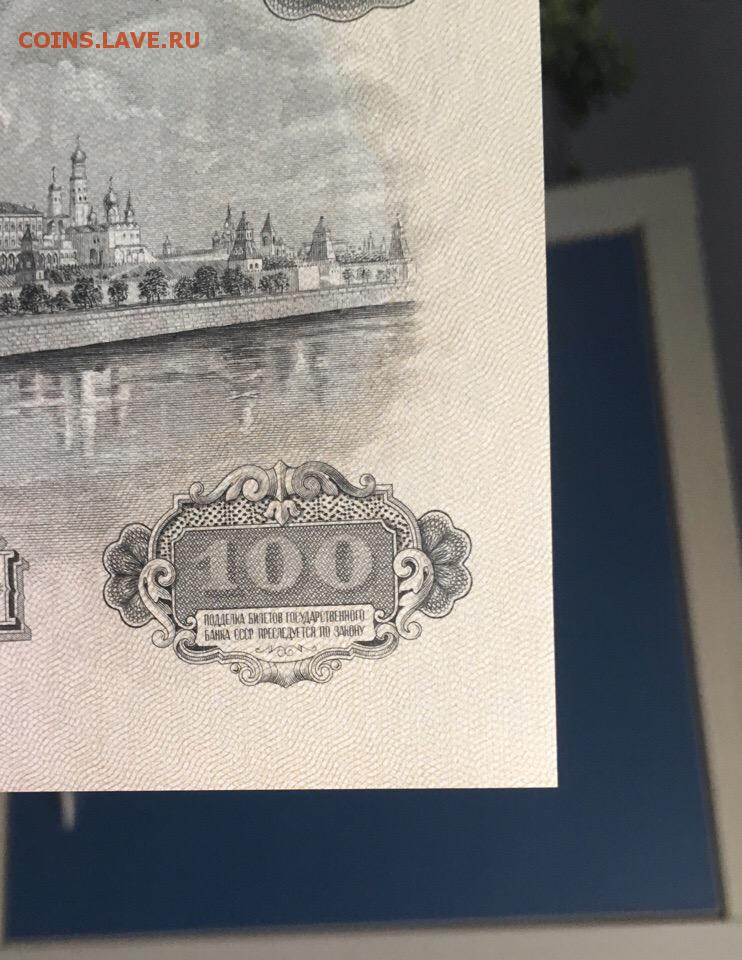 COINS.LAVE.RU
100
ПОДДЕЛКА БИЛЕТОВ ГОСУДАРСТВЕННОГО
БАНКА СССР ПРЕСЛЕДУЕТСЯ ПО ЗАКОНУ